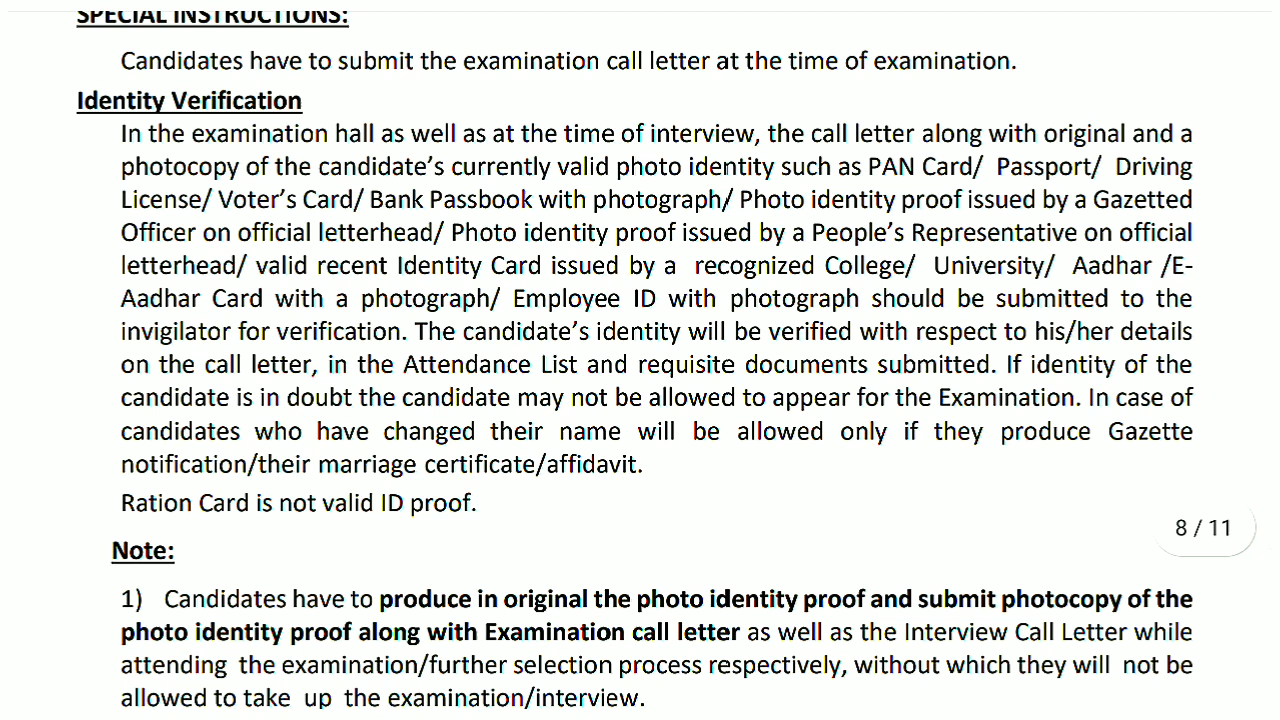 SPECIAL INSTRUCTIONS:
Candidates have to submit the examination call letter at the time of examination.
Identity Verification
In the examination hall as well as at the time of interview, the call letter along with original and a
photocopy of the candidate's currently valid photo identity such as PAN Card/ Passport/ Driving
License/ Voter's Card/ Bank Passbook with photograph/ Photo identity proof issued by a Gazetted
Officer on official letterhead/ Photo identity proof issued by a People's Representative on official
letterhead/ valid recent Identity Card issued by a recognized College/ University/ Aadhar /E-
Aadhar Card with a photograph/ Employee ID with photograph should be submitted to the
invigilator for verification. The candidate's identity will be verified with respect to his/her details
on the call letter, in the Attendance List and requisite documents submitted. If identity of the
candidate is in doubt the candidate may not be allowed to appear for the Examination. In case of
candidates who have changed their name will be allowed only if they produce Gazette
notification/their marriage certificate/affidavit.
Ration Card is not valid ID proof.
8 / 11
Note:
1) Candidates have to produce in original the photo identity proof and submit photocopy of the
photo identity proof along with Examination call letter as well as the Interview Call Letter while
attending the examination/further selection process respectively, without which they will not be
allowed to take up the examination/interview.